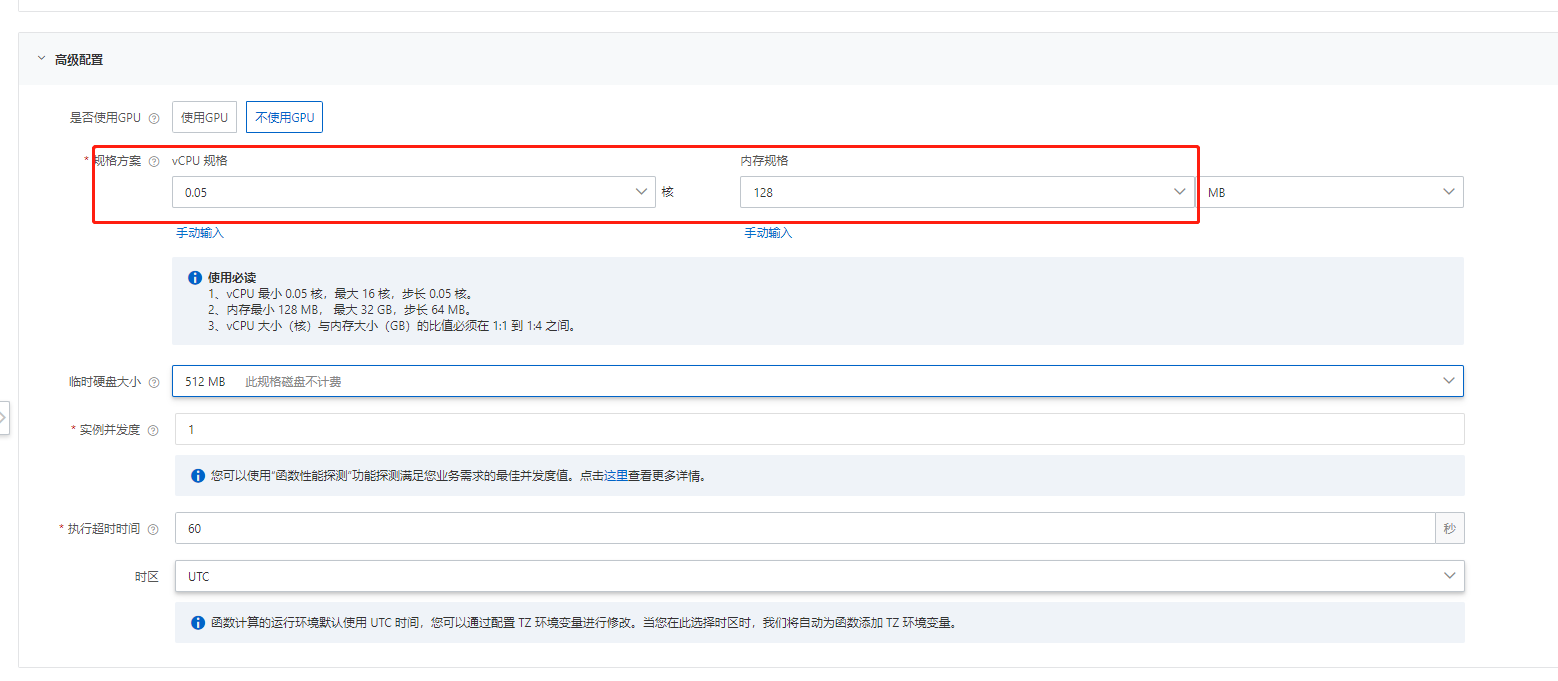 高级配置
是否使用GPU 使用GPU 不使用GPU
* 规格方案 vCPU 规格 内存规格
0.05 核 128 MB
手动输入 手动输入
使用必读
1、vCPU 最小 0.05 核，最大 16 核，步长 0.05 核。
2、内存最小 128 MB， 最大 32 GB，步长 64 MB。
3、vCPU 大小（核）与内存大小（GB）的比值必须在 1:1 到 1:4 之间。
临时硬盘大小 512 MB 此规格磁盘不计费
* 实例并发度 1
您可以使用“函数性能探测”功能探测满足您业务需求的最佳并发度值。点击这里查看更多详情。
* 执行超时时间 60 秒
时区 UTC
函数计算的运行环境默认使用 UTC 时间，您可以通过配置 TZ 环境变量进行修改。当您在此选择时区时，我们将自动为函数添加 TZ 环境变量。